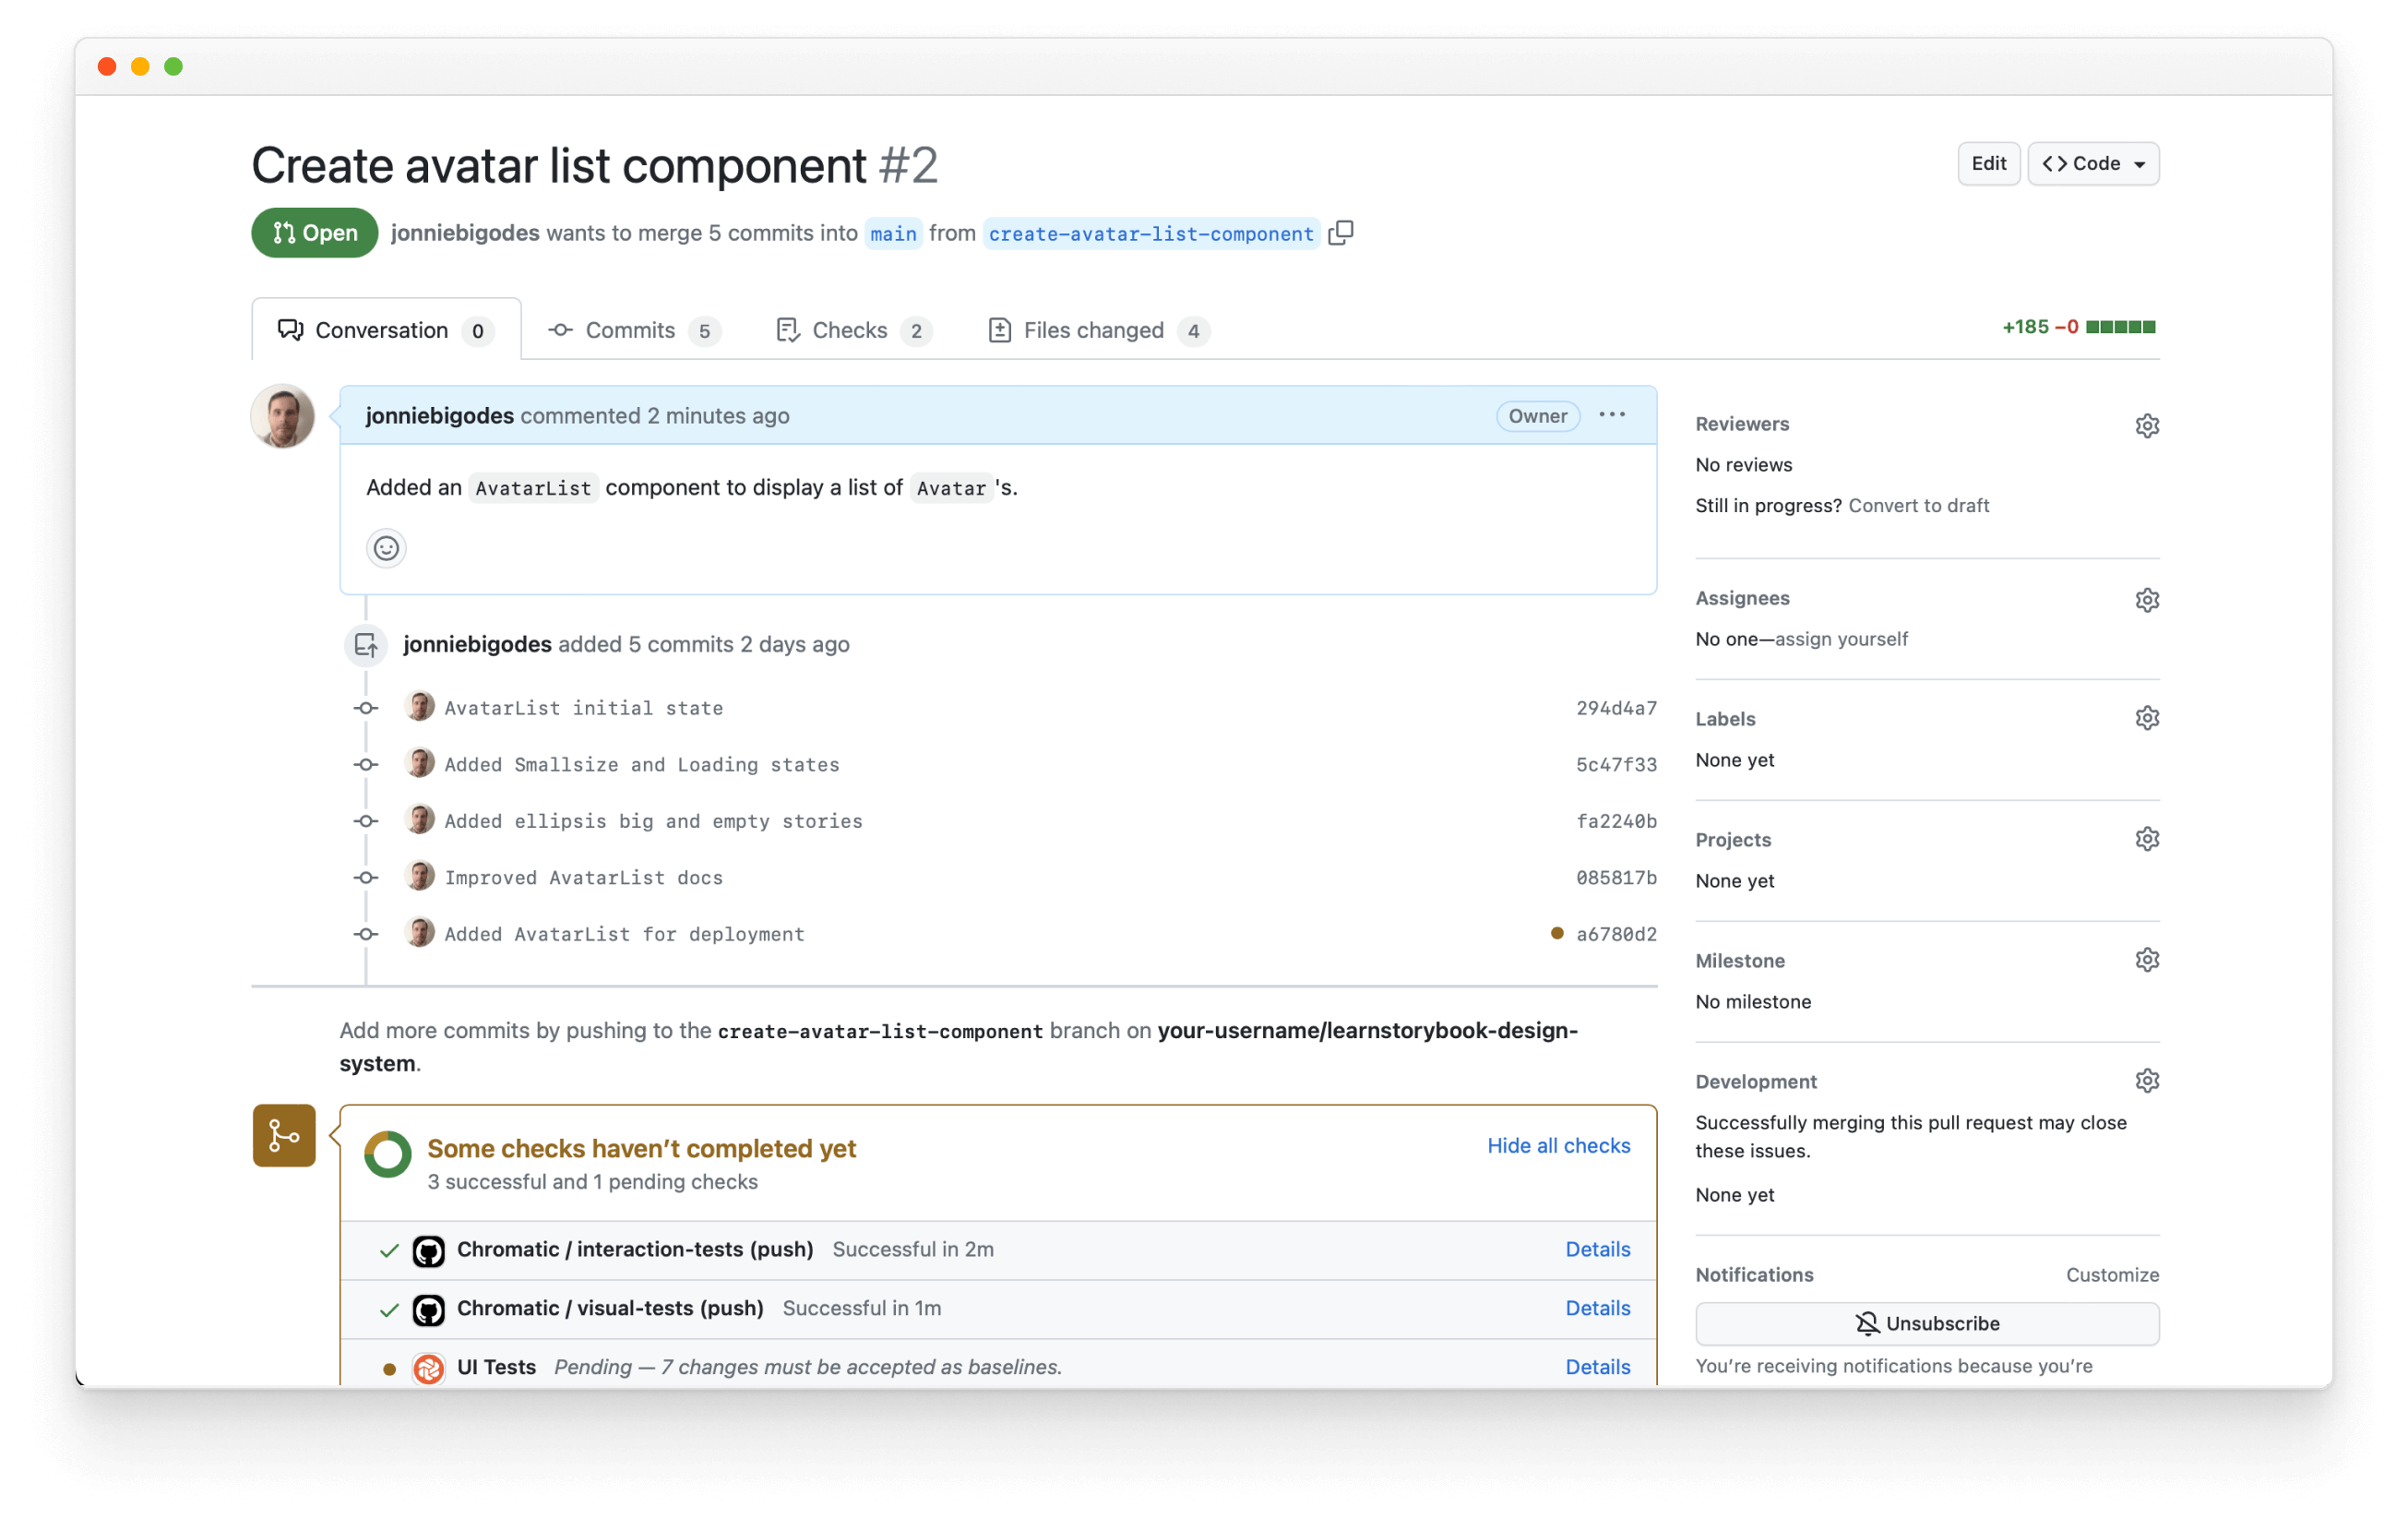 Create avatar list component #2
Edit
<> Code
Open
jonniebigodes wants to merge 5 commits into main from create-avatar-list-component
Conversation 0
Commits 5
Checks 2
Files changed 4
+185 −0
jonniebigodes commented 2 minutes ago
Owner
Added an AvatarList component to display a list of Avatar's.
jonniebigodes added 5 commits 2 days ago
AvatarList initial state 294d4a7
Added Smallsize and Loading states 5c47f33
Added ellipsis big and empty stories fa2240b
Improved AvatarList docs 085817b
Added AvatarList for deployment a6780d2
Add more commits by pushing to the create-avatar-list-component branch on your-username/learnstorybook-design-
system.
Some checks haven’t completed yet
Hide all checks
3 successful and 1 pending checks
Chromatic / interaction-tests (push) Successful in 2m Details
Chromatic / visual-tests (push) Successful in 1m Details
UI Tests Pending — 7 changes must be accepted as baselines. Details
Reviewers
No reviews
Still in progress? Convert to draft
Assignees
No one—assign yourself
Labels
None yet
Projects
None yet
Milestone
No milestone
Development
Successfully merging this pull request may close
these issues.
None yet
Notifications
Customize
Unsubscribe
You’re receiving notifications because you’re